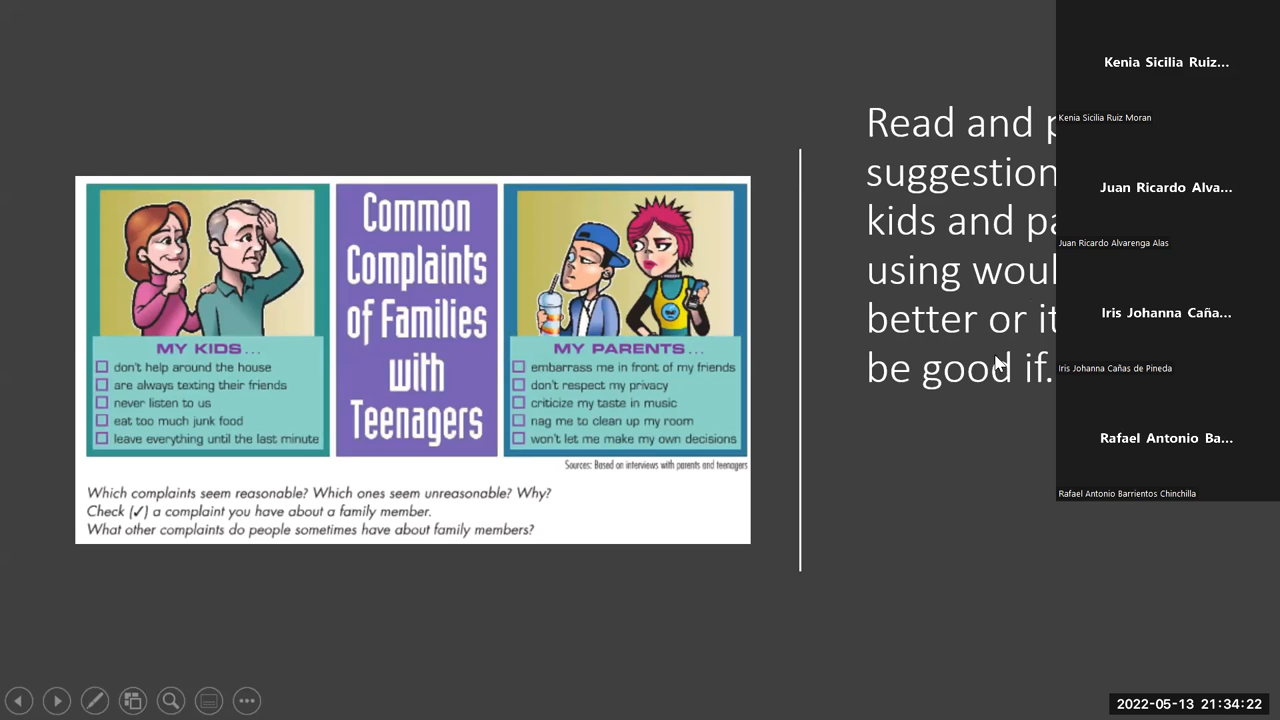 Common
Complaints
of Families
with
Teenagers
MY KIDS...
don't help around the house
are always texting their friends
never listen to us
eat too much junk food
leave everything until the last minute
MY PARENTS...
embarrass me in front of my friends
don't respect my privacy
criticize my taste in music
nag me to clean up my room
won't let me make my own decisions
Sources: Based on interviews with parents and teenagers
Which complaints seem reasonable? Which ones seem unreasonable? Why?
Check (✓) a complaint you have about a family member.
What other complaints do people sometimes have about family members?
Read and
suggestion
kids and
using
better or
be good if.
Kenia Sicilia Ruiz...
Kenia Sicilia Ruiz Moran
Juan Ricardo Alva...
Juan Ricardo Alvarenga Alas
Iris Johanna Caña...
Iris Johanna Cañas de Pineda
Rafael Antonio Ba...
Rafael Antonio Barrientos Chinchilla
2022-05-13 21:34:22